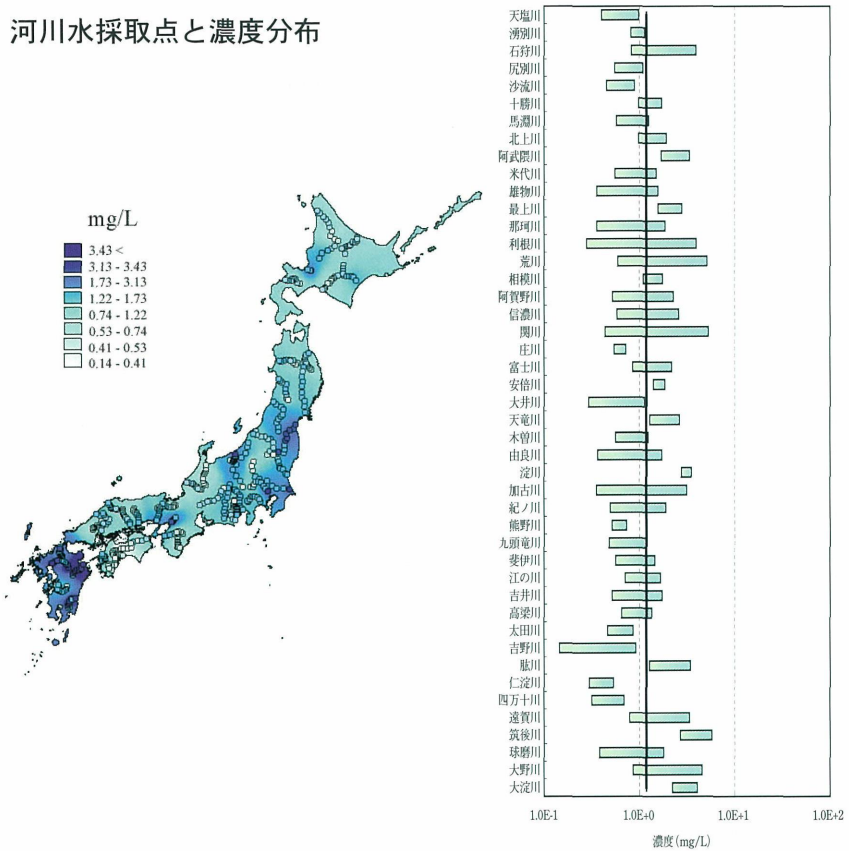 河川水採取点と濃度分布
mg/L
3.43 <
3.13 - 3.43
1.73 - 3.13
1.22 - 1.73
0.74 - 1.22
0.53 - 0.74
0.41 - 0.53
0.14 - 0.41
天塩川
湧別川
石狩川
尻別川
沙流川
十勝川
馬淵川
北上川
阿武隈川
米代川
雄物川
最上川
那珂川
利根川
荒川
相模川
阿賀野川
信濃川
関川
庄川
富士川
安倍川
大井川
天竜川
木曽川
由良川
淀川
加古川
紀ノ川
熊野川
九頭竜川
斐伊川
江の川
吉井川
高梁川
太田川
吉野川
肱川
仁淀川
四万十川
遠賀川
筑後川
球磨川
大野川
大淀川
1.0E-1 1.0E+0 1.0E+1 1.0E+2
濃度(mg/L)